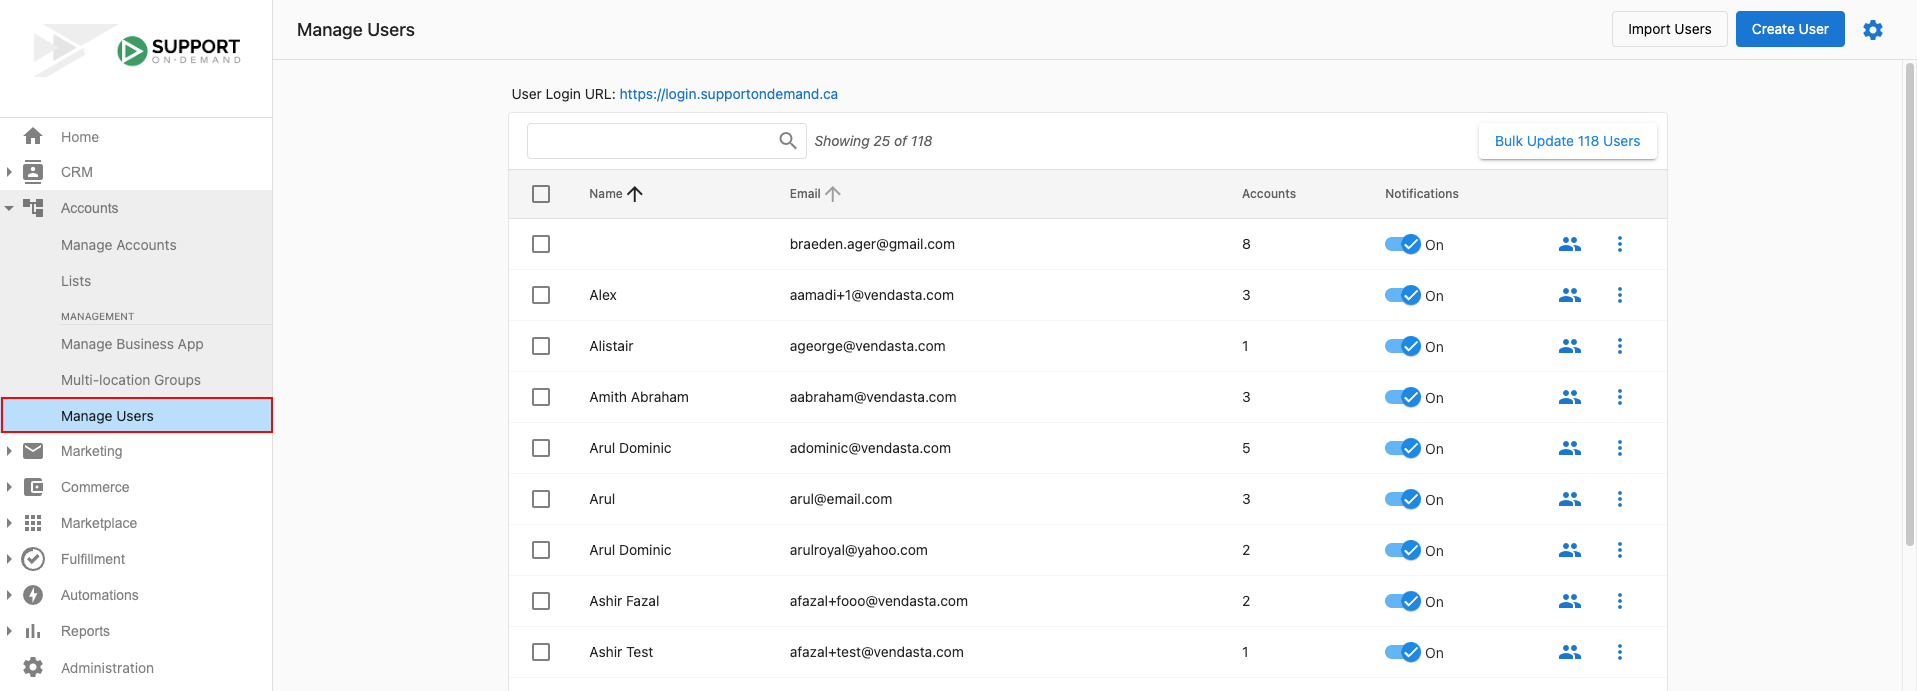 SUPPORT
ON-DEMAND
Manage Users
Import Users
Create User
Home
CRM
Accounts
Manage Accounts
Lists
MANAGEMENT
Manage Business App
Multi-location Groups
Manage Users
Marketing
Commerce
Marketplace
Fulfillment
Automations
Reports
Administration
User Login URL: https://login.supportondemand.ca
Showing 25 of 118
Bulk Update 118 Users
Name Email Accounts Notifications
braeden.ager@gmail.com 8 On
Alex aamadi+1@vendasta.com 3 On
Alistair ageorge@vendasta.com 1 On
Amith Abraham aabraham@vendasta.com 3 On
Arul Dominic adominic@vendasta.com 5 On
Arul arul@email.com 3 On
Arul Dominic arulroyal@yahoo.com 2 On
Ashir Fazal afazal+fooo@vendasta.com 2 On
Ashir Test afazal+test@vendasta.com 1 On